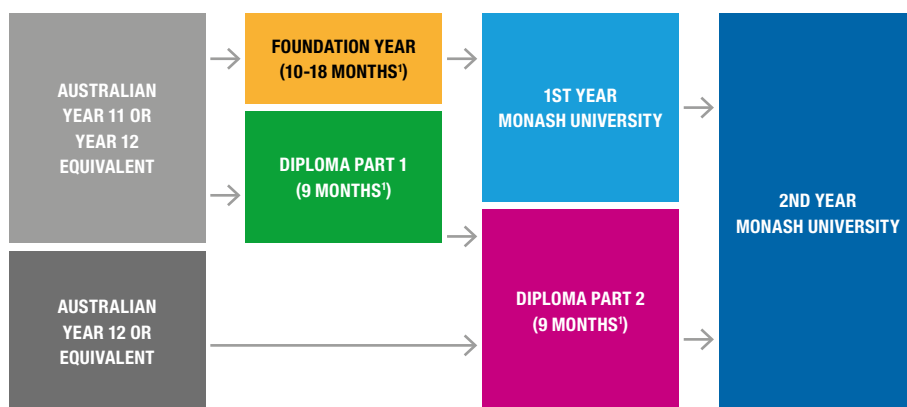 AUSTRALIAN
YEAR 11 OR
YEAR 12
EQUIVALENT
FOUNDATION YEAR
(10-18 MONTHS¹)
DIPLOMA PART 1
(9 MONTHS¹)
1ST YEAR
MONASH UNIVERSITY
2ND YEAR
MONASH UNIVERSITY
AUSTRALIAN
YEAR 12 OR
EQUIVALENT
DIPLOMA PART 2
(9 MONTHS¹)